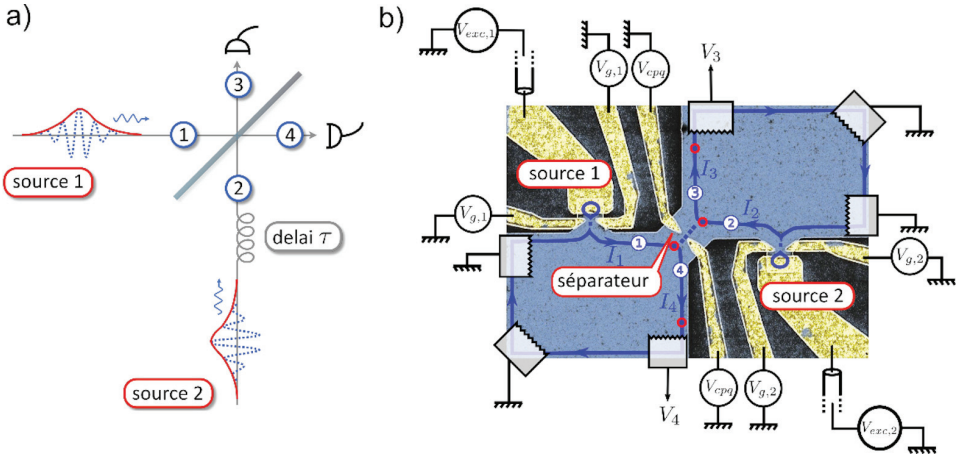 a)
3
1
4
source 1
2
delai τ
source 2
b)
V_{exc,1}
V_{g,1}
V_{cpq}
V_3
source 1
I_3
3
V_{g,1}
2
I_2
1
I_1
4
séparateur
V_{g,2}
source 2
I_4
V_{cpq}
V_{g,2}
V_4
V_{exc,2}